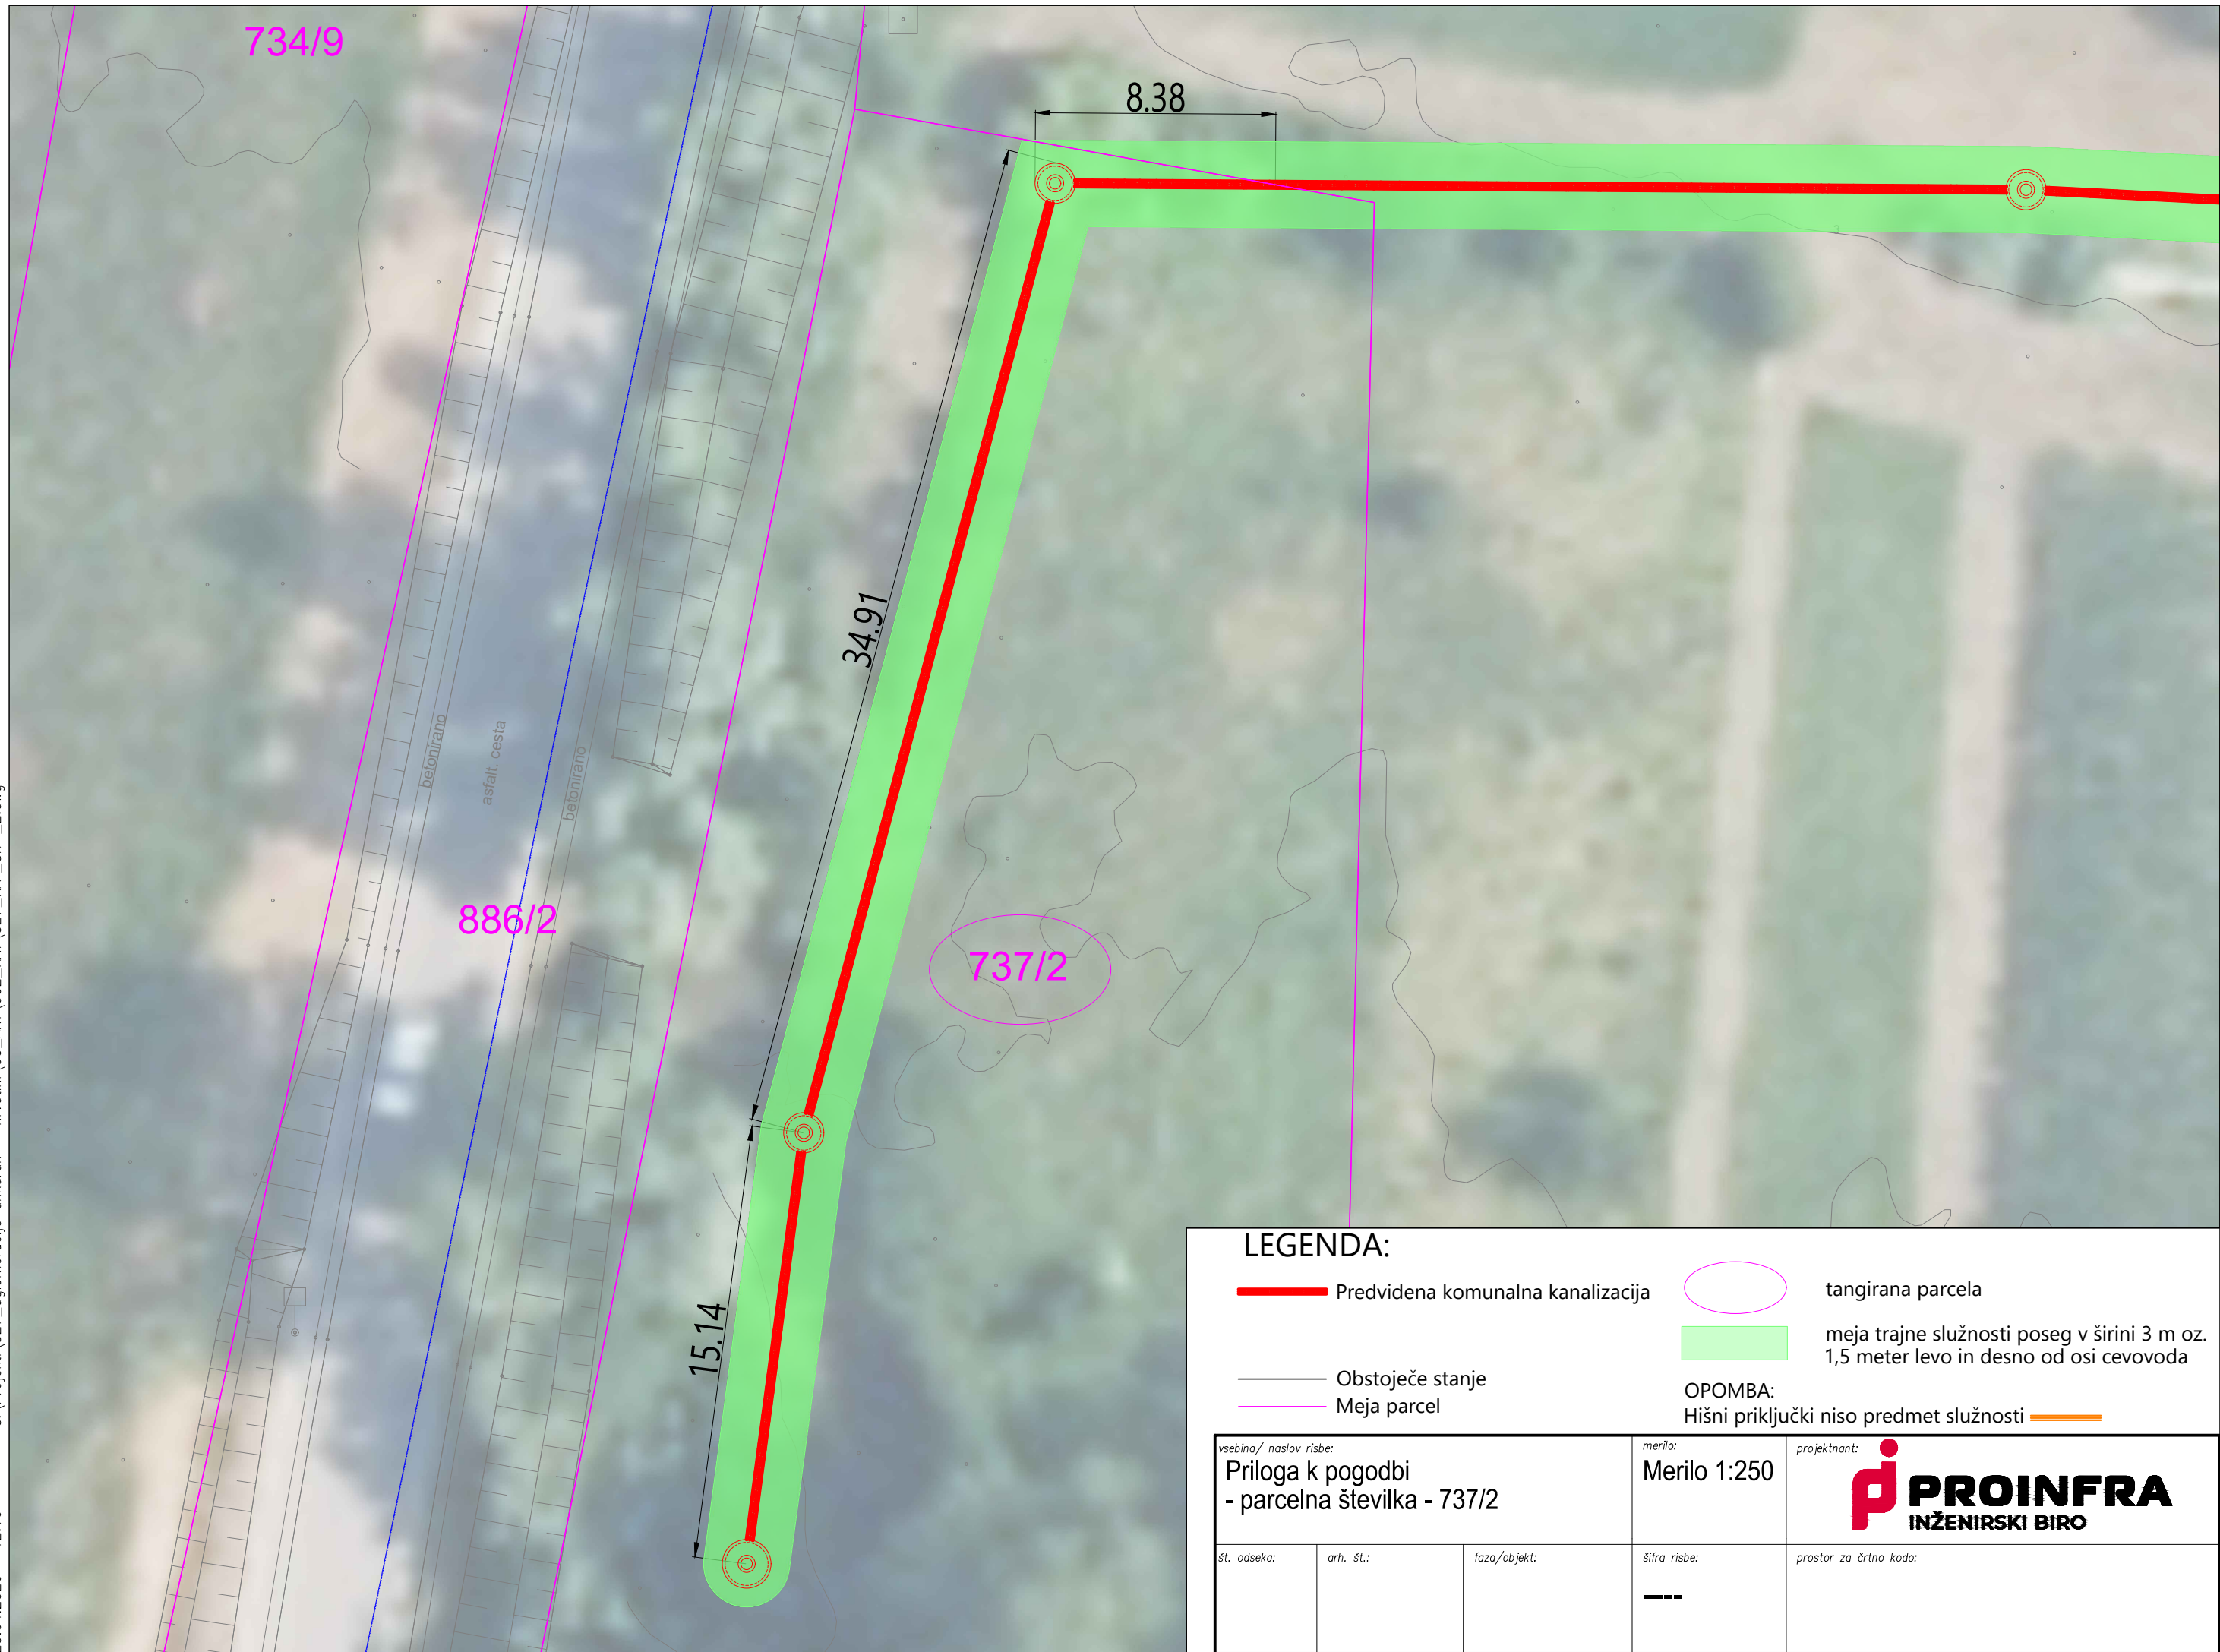 734/9
8.38
34.91
betonirano
asfalt. cesta
betonirano
886/2
737/2
15.14
3
LEGENDA:
Predvidena komunalna kanalizacija
tangirana parcela
meja trajne služnosti poseg v širini 3 m oz.
1,5 meter levo in desno od osi cevovoda
Obstoječe stanje
Meja parcel
OPOMBA:
Hišni priključki niso predmet služnosti
vsebina/ naslov risbe:
Priloga k pogodbi
- parcelna številka - 737/2
merilo:
Merilo 1:250
projektnant:
PROINFRA
INŽENIRSKI BIRO
št. odseka:
arh. št.:
faza/objekt:
šifra risbe:
----
prostor za črtno kodo: